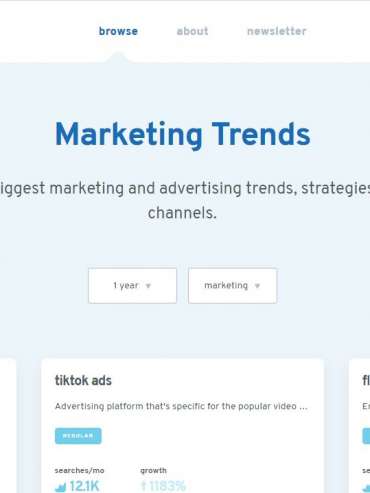 browse about newsletter
Marketing Trends
iggest marketing and advertising trends, strategies
channels.
1 year marketing
tiktok ads fl
Advertising platform that's specific for the popular video ...
REGULAR
searches/mo growth
12.1K 1183%